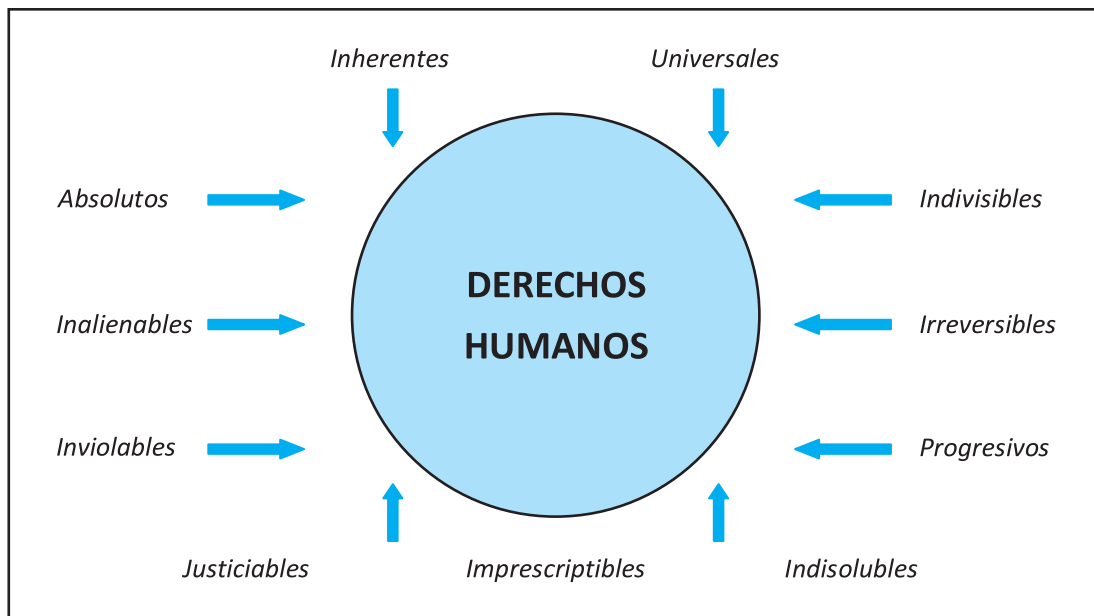 Inherentes
Universales
Absolutos
Indivisibles
DERECHOS
HUMANOS
Inalienables
Irreversibles
Inviolables
Progresivos
Justiciables
Imprescriptibles
Indisolubles